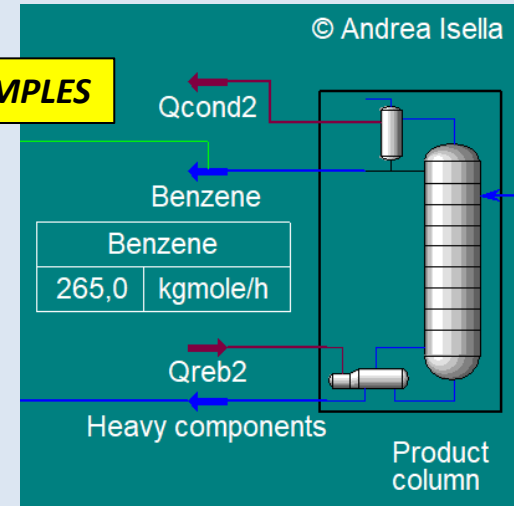 © Andrea Isella
MPLES
Qcond2
Benzene
Benzene
265,0 kgmole/h
Qreb2
Heavy components
Product
column